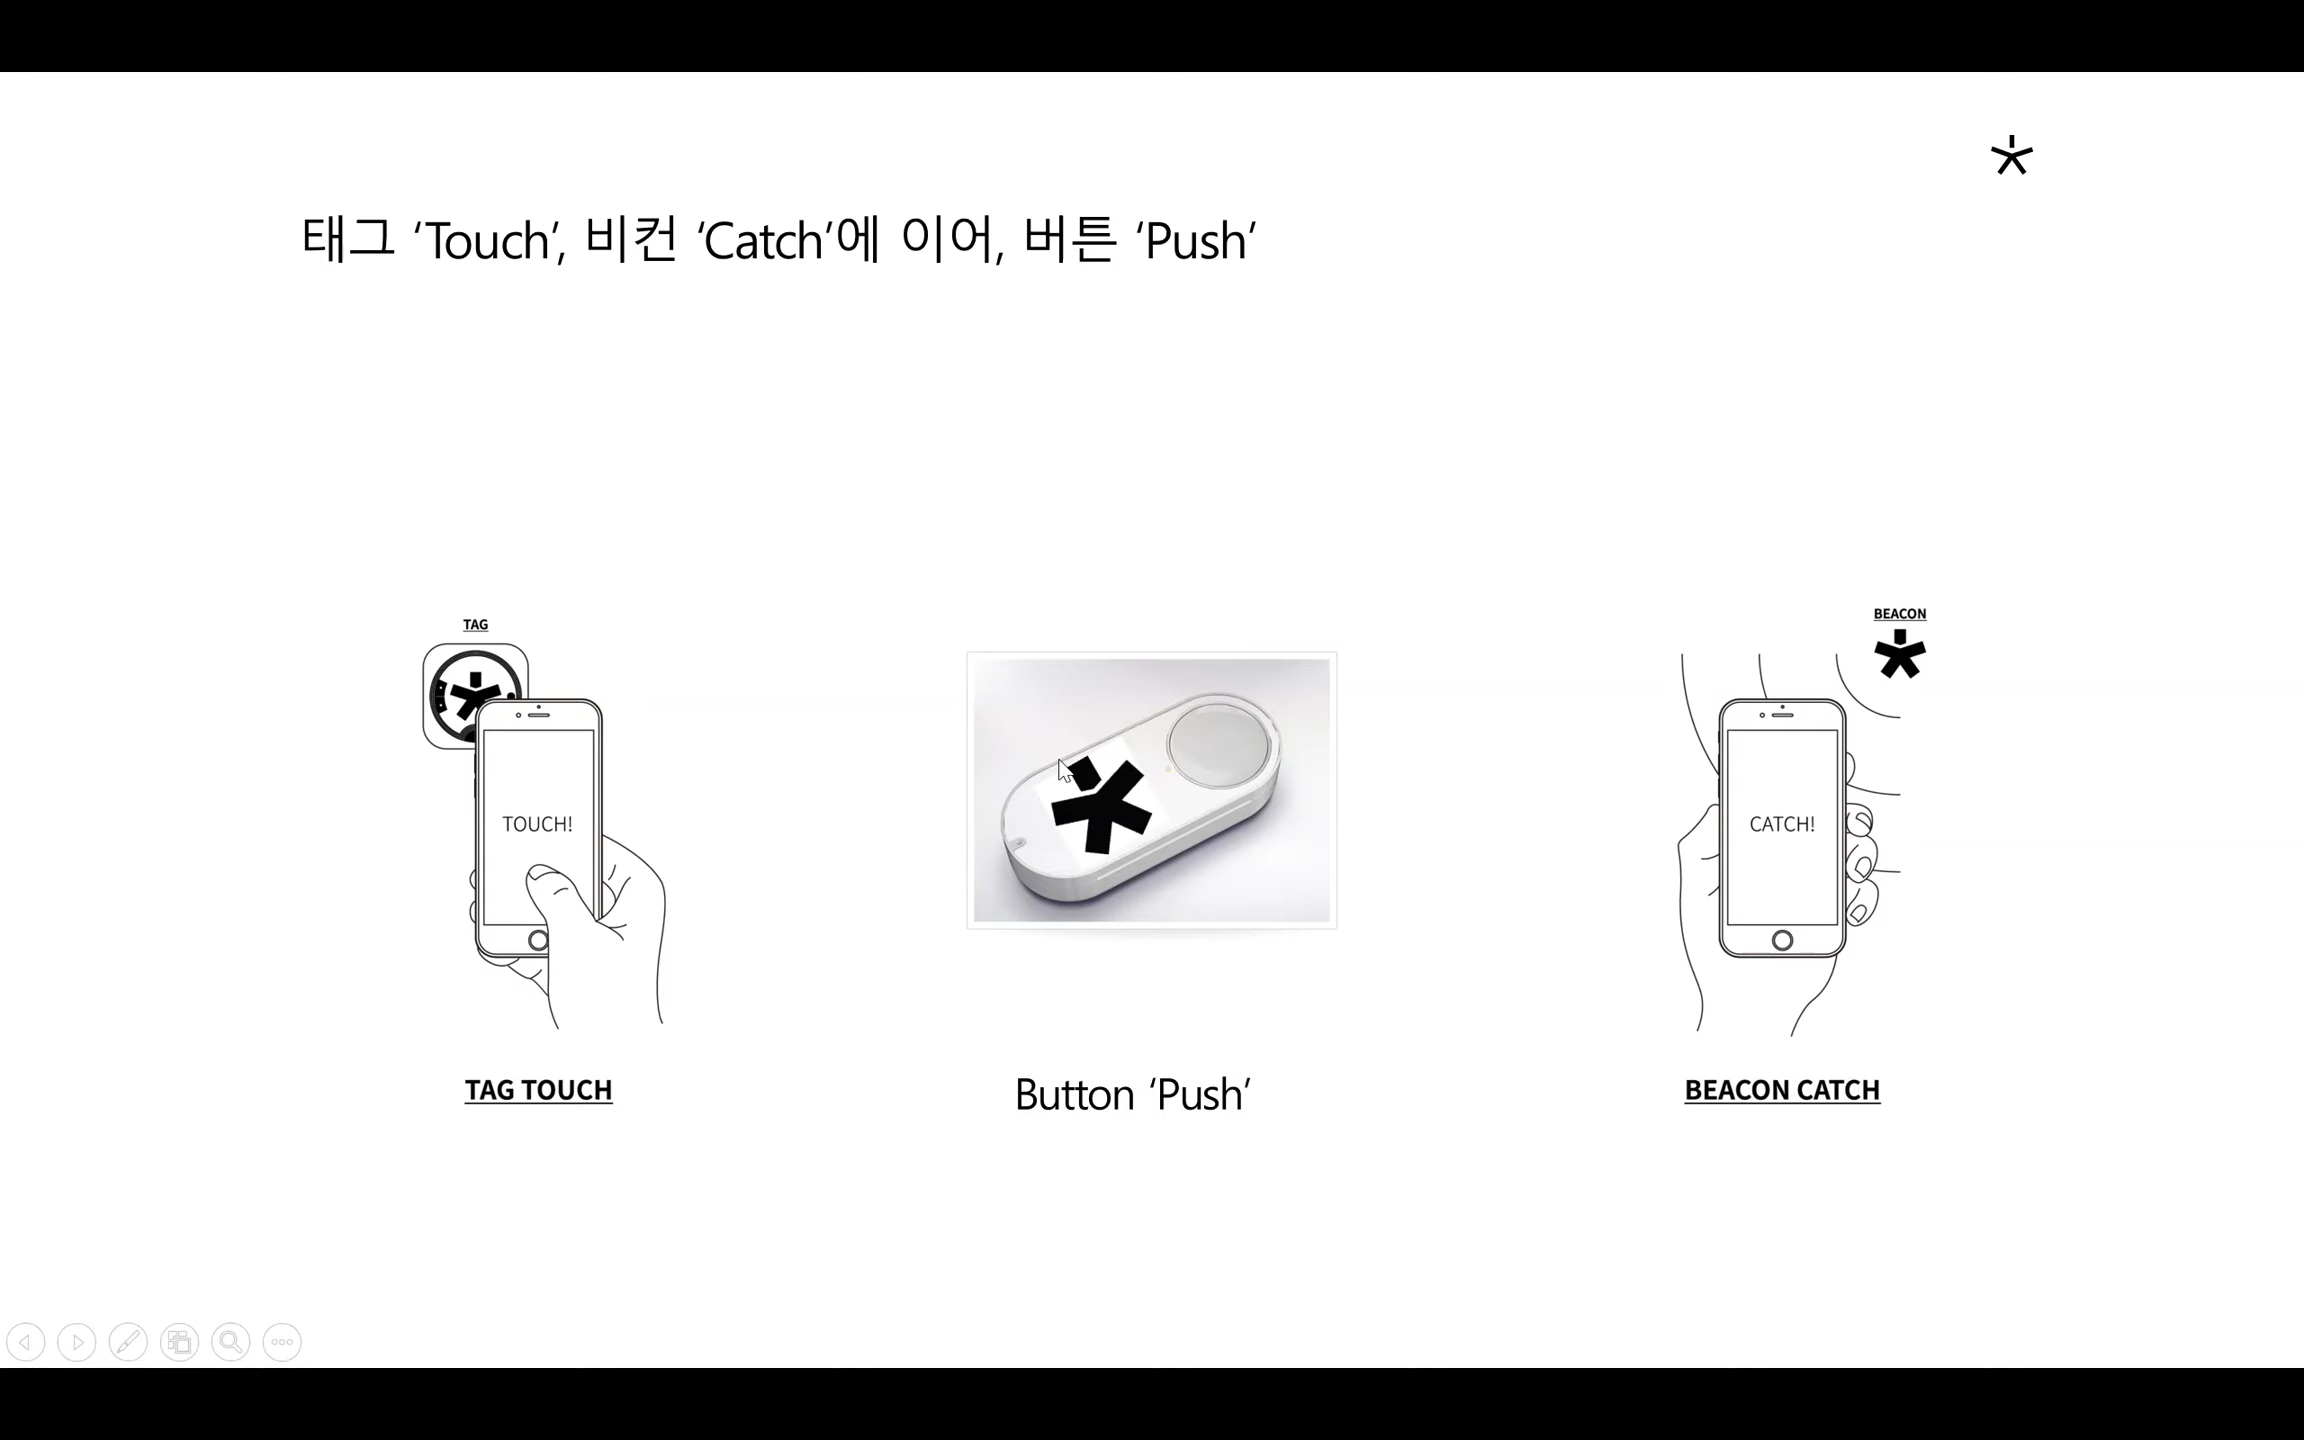 태그 ‘Touch’, 비컨 ‘Catch’에 이어, 버튼 ‘Push’
TAG
TOUCH!
TAG TOUCH
Button ‘Push’
BEACON
CATCH!
BEACON CATCH